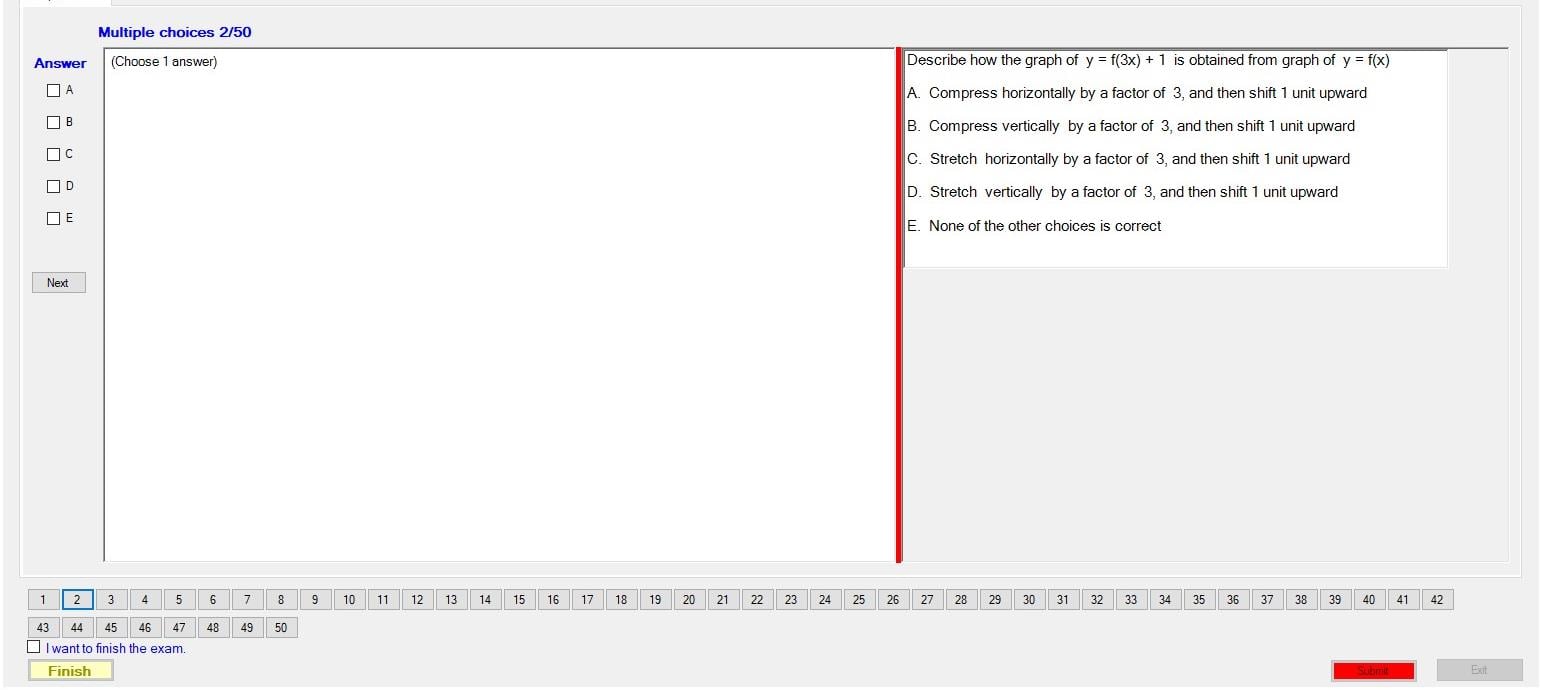 Multiple choices 2/50
Answer
(Choose 1 answer)
A
B
C
D
E
Next
Describe how the graph of y = f(3x) + 1 is obtained from graph of y = f(x)
A. Compress horizontally by a factor of 3, and then shift 1 unit upward
B. Compress vertically by a factor of 3, and then shift 1 unit upward
C. Stretch horizontally by a factor of 3, and then shift 1 unit upward
D. Stretch vertically by a factor of 3, and then shift 1 unit upward
E. None of the other choices is correct
1 2 3 4 5 6 7 8 9 10 11 12 13 14 15 16 17 18 19 20 21 22 23 24 25 26 27 28 29 30 31 32 33 34 35 36 37 38 39 40 41 42
43 44 45 46 47 48 49 50
I want to finish the exam.
Finish
Submit
Exit